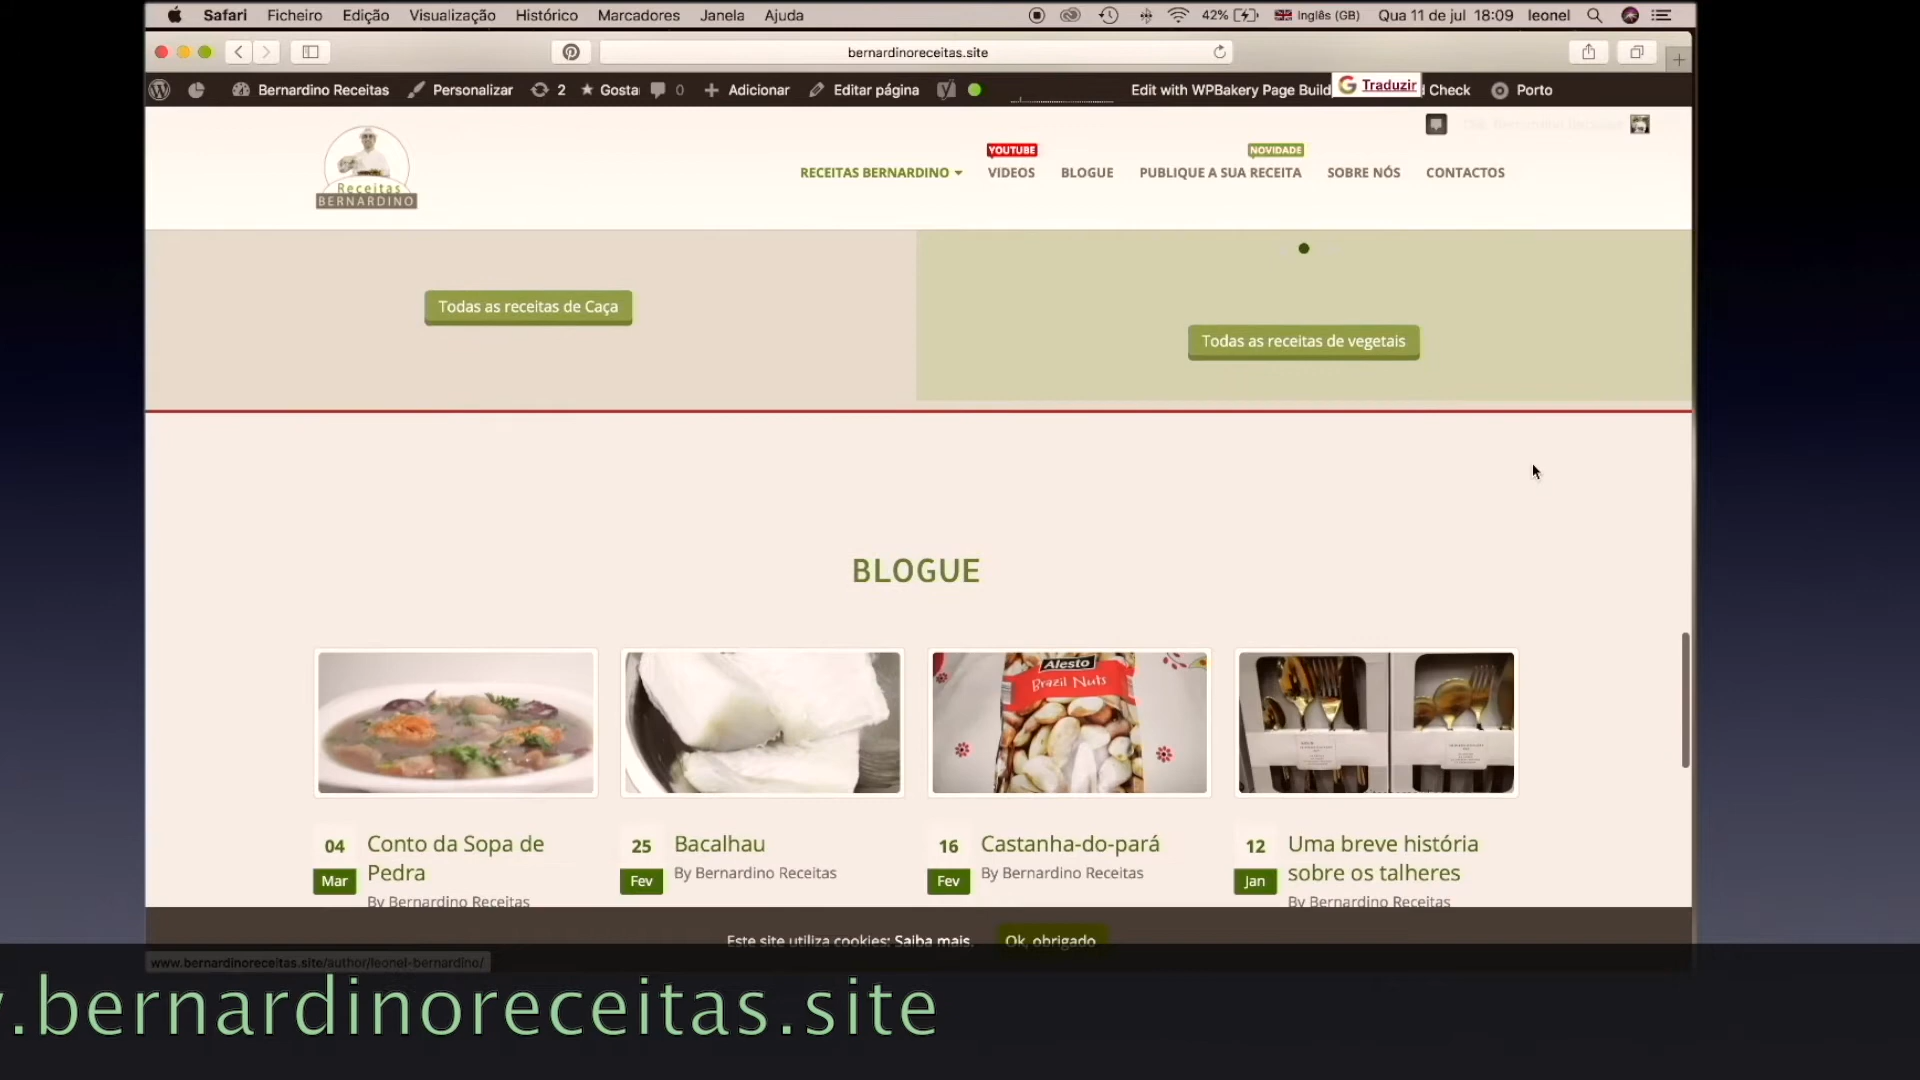 Safari Ficheiro Edição Visualização Histórico Marcadores Janela Ajuda 42% Inglês (GB) Qua 11 de jul 18:09 leonel
bernardinoreceitas.site
Bernardino Receitas Personalizar 2 Gosta 0 Adicionar Editar página Edit with WPBakery Page Build Traduzir Check Porto
Receitas
BERNARDINO
YOUTUBE NOVIDADE
RECEITAS BERNARDINO VIDEOS BLOGUE PUBLIQUE A SUA RECEITA SOBRE NÓS CONTACTOS
Todas as receitas de Caça
Todas as receitas de vegetais
BLOGUE
Alesto
Brazil Nuts
04 Mar
Conto da Sopa de
Pedra
By Bernardino Receitas
25 Fev
Bacalhau
By Bernardino Receitas
16 Fev
Castanha-do-pará
By Bernardino Receitas
12 Jan
Uma breve história
sobre os talheres
By Bernardino Receitas
Este site utiliza cookies: Saiba mais. Ok, obrigado
www.bernardinoreceitas.site/author/leonel-bernardino/
.bernardinoreceitas.site